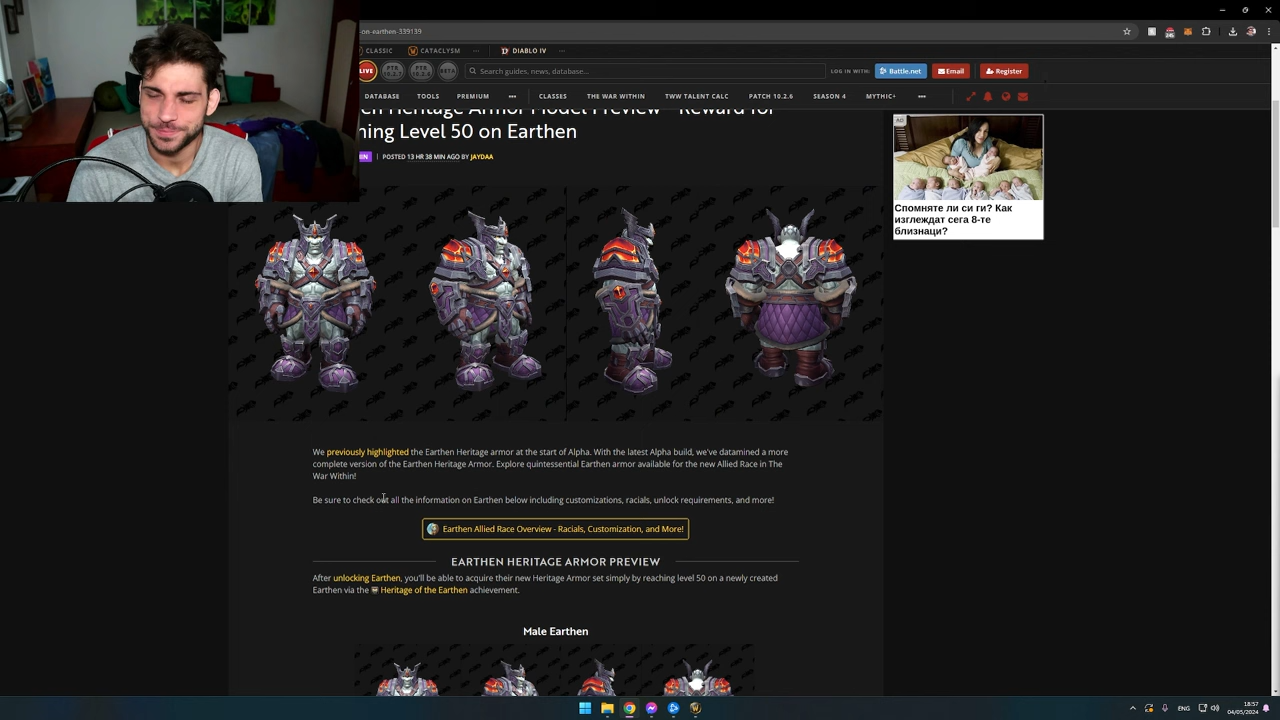 -on-earthen-339139
CLASSIC
CATACLYSM
DIABLO IV
LIVE
BETA
Search guides, news, database...
LOG IN WITH:
Battle.net
Email
Register
DATABASE
TOOLS
PREMIUM
CLASSES
THE WAR WITHIN
TWW TALENT CALC
PATCH 10.2.6
SEASON 4
MYTHIC+
en Heritage Armor Model Preview - Reward for
ning Level 50 on Earthen
POSTED 13 HR 38 MIN AGO BY JAYDAA
AD
Спомняте ли си ги? Как
изглеждат сега 8-те
близнаци?
We previously highlighted the Earthen Heritage armor at the start of Alpha. With the latest Alpha build, we've datamined a more
complete version of the Earthen Heritage Armor. Explore quintessential Earthen armor available for the new Allied Race in The
War Within!
Be sure to check out all the information on Earthen below including customizations, racials, unlock requirements, and more!
Earthen Allied Race Overview - Racials, Customization, and More!
EARTHEN HERITAGE ARMOR PREVIEW
After unlocking Earthen, you'll be able to acquire their new Heritage Armor set simply by reaching level 50 on a newly created
Earthen via the Heritage of the Earthen achievement.
Male Earthen
ENG
18:57
04/05/2024